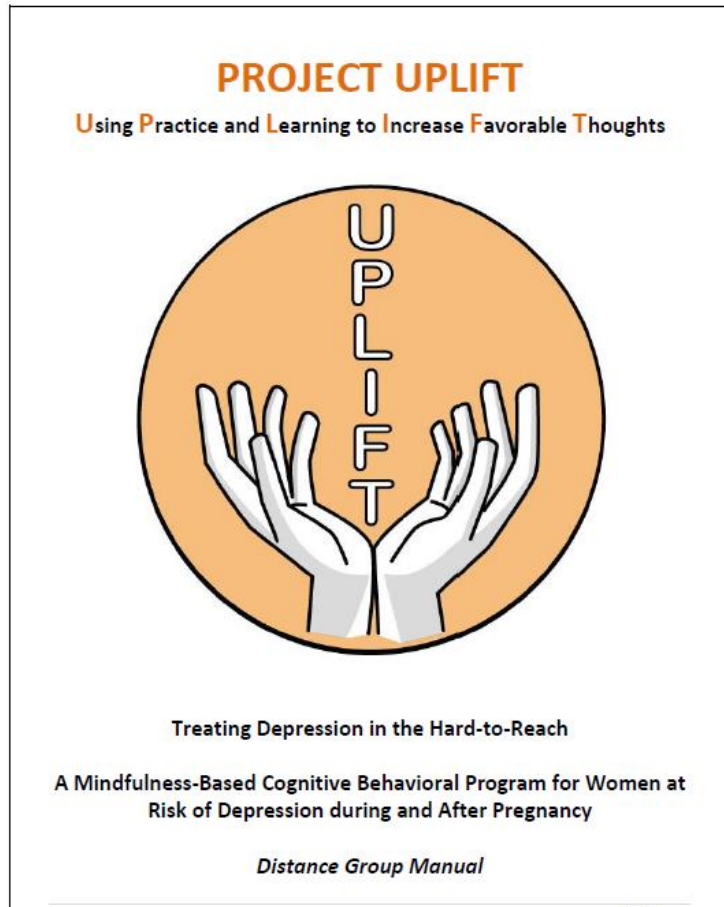 PROJECT UPLIFT
Using Practice and Learning to Increase Favorable Thoughts
U
P
L
I
F
T
Treating Depression in the Hard-to-Reach
A Mindfulness-Based Cognitive Behavioral Program for Women at
Risk of Depression during and After Pregnancy
Distance Group Manual